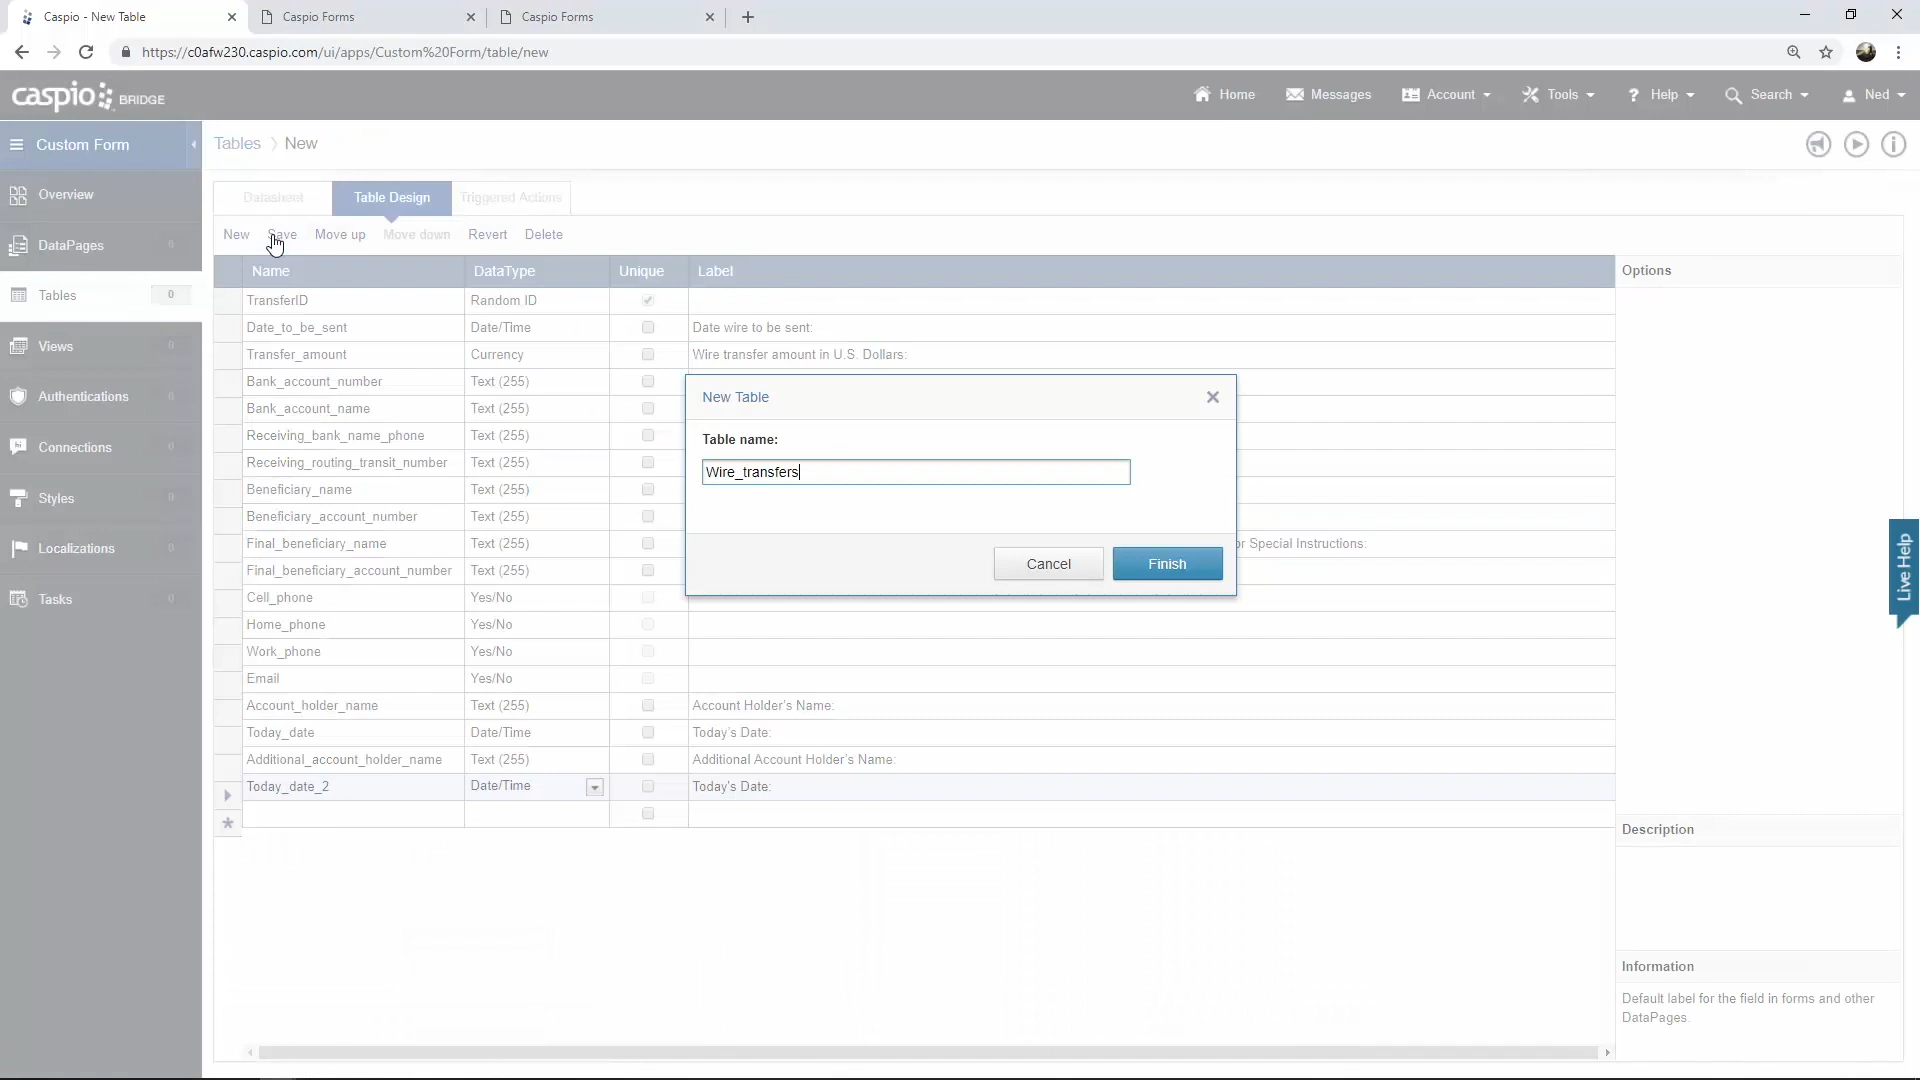 Caspio - New Table
Caspio Forms
Caspio Forms
https://c0afw230.caspio.com/ui/apps/Custom%20Form/table/new
caspio BRIDGE
Home
Messages
Account
Tools
? Help
Search
Ned
Custom Form
Tables > New
Overview
DataPages 0
Tables 0
Views 0
Authentications 0
Connections 0
Styles 0
Localizations 0
Tasks 0
Datasheet
Table Design
Triggered Actions
New Save Move up Move down Revert Delete
Name DataType Unique Label
TransferID Random ID
Date_to_be_sent Date/Time Date wire to be sent:
Transfer_amount Currency Wire transfer amount in U.S. Dollars:
Bank_account_number Text (255)
Bank_account_name Text (255)
Receiving_bank_name_phone Text (255)
Receiving_routing_transit_number Text (255)
Beneficiary_name Text (255)
Beneficiary_account_number Text (255)
Final_beneficiary_name Text (255) or Special Instructions:
Final_beneficiary_account_number Text (255)
Cell_phone Yes/No
Home_phone Yes/No
Work_phone Yes/No
Email Yes/No
Account_holder_name Text (255) Account Holder's Name:
Today_date Date/Time Today's Date:
Additional_account_holder_name Text (255) Additional Account Holder's Name:
Today_date_2 Date/Time Today's Date:
*
New Table
Table name:
Wire_transfers
Cancel
Finish
Options
Description
Information
Default label for the field in forms and other
DataPages.
Live Help